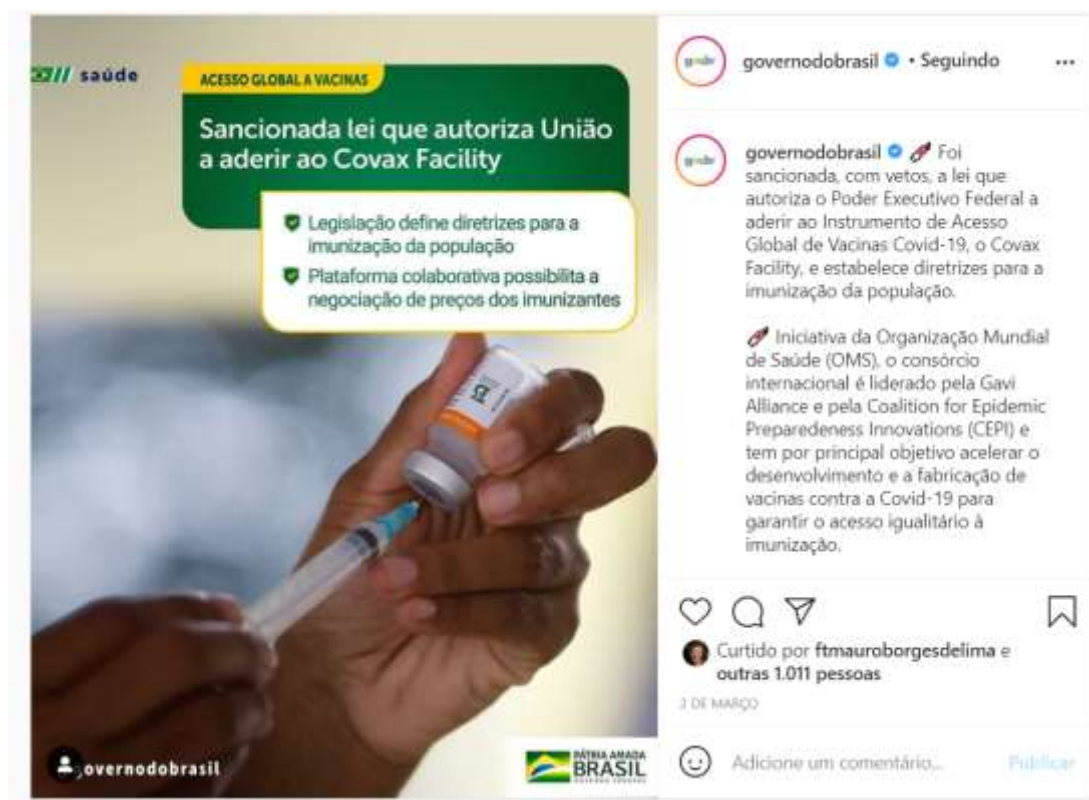 saúde
ACESSO GLOBAL A VACINAS
Sancionada lei que autoriza União
a aderir ao Covax Facility
Legislação define diretrizes para a
imunização da população
Plataforma colaborativa possibilita a
negociação de preços dos imunizantes
overnodobrasil
PÁTRIA AMADA
BRASIL
GOVERNO FEDERAL
governodobrasil • Seguindo
governodobrasil Foi
sancionada, com vetos, a lei que
autoriza o Poder Executivo Federal a
aderir ao Instrumento de Acesso
Global de Vacinas Covid-19, o Covax
Facility, e estabelece diretrizes para a
imunização da população.
Iniciativa da Organização Mundial
de Saúde (OMS), o consórcio
internacional é liderado pela Gavi
Alliance e pela Coalition for Epidemic
Preparedeness Innovations (CEPI) e
tem por principal objetivo acelerar o
desenvolvimento e a fabricação de
vacinas contra a Covid-19 para
garantir o acesso igualitário à
imunização.
Curtido por ftmauroborgesdelima e
outras 1.011 pessoas
DE MARÇO
Adicione um comentário...
Publicar